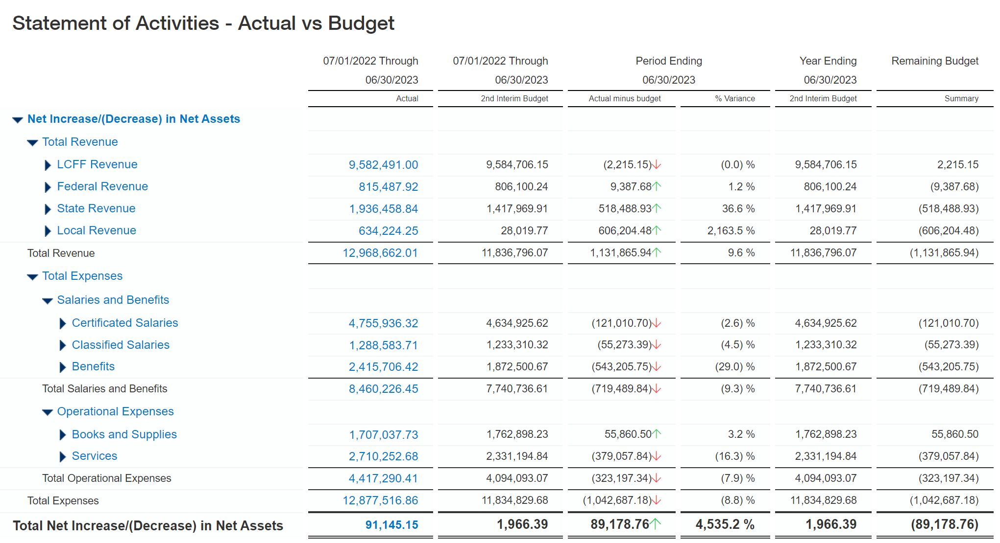 Statement of Activities - Actual vs Budget
07/01/2022 Through 07/01/2022 Through Period Ending Year Ending Remaining Budget
06/30/2023 06/30/2023 06/30/2023 06/30/2023
Actual 2nd Interim Budget Actual minus budget % Variance 2nd Interim Budget Summary
Net Increase/(Decrease) in Net Assets
Total Revenue
LCFF Revenue 9,582,491.00 9,584,706.15 (2,215.15) (0.0) % 9,584,706.15 2,215.15
Federal Revenue 815,487.92 806,100.24 9,387.68 1.2 % 806,100.24 (9,387.68)
State Revenue 1,936,458.84 1,417,969.91 518,488.93 36.6 % 1,417,969.91 (518,488.93)
Local Revenue 634,224.25 28,019.77 606,204.48 2,163.5 % 28,019.77 (606,204.48)
Total Revenue 12,968,662.01 11,836,796.07 1,131,865.94 9.6 % 11,836,796.07 (1,131,865.94)
Total Expenses
Salaries and Benefits
Certificated Salaries 4,755,936.32 4,634,925.62 (121,010.70) (2.6) % 4,634,925.62 (121,010.70)
Classified Salaries 1,288,583.71 1,233,310.32 (55,273.39) (4.5) % 1,233,310.32 (55,273.39)
Benefits 2,415,706.42 1,872,500.67 (543,205.75) (29.0) % 1,872,500.67 (543,205.75)
Total Salaries and Benefits 8,460,226.45 7,740,736.61 (719,489.84) (9.3) % 7,740,736.61 (719,489.84)
Operational Expenses
Books and Supplies 1,707,037.73 1,762,898.23 55,860.50 3.2 % 1,762,898.23 55,860.50
Services 2,710,252.68 2,331,194.84 (379,057.84) (16.3) % 2,331,194.84 (379,057.84)
Total Operational Expenses 4,417,290.41 4,094,093.07 (323,197.34) (7.9) % 4,094,093.07 (323,197.34)
Total Expenses 12,877,516.86 11,834,829.68 (1,042,687.18) (8.8) % 11,834,829.68 (1,042,687.18)
Total Net Increase/(Decrease) in Net Assets 91,145.15 1,966.39 89,178.76 4,535.2 % 1,966.39 (89,178.76)